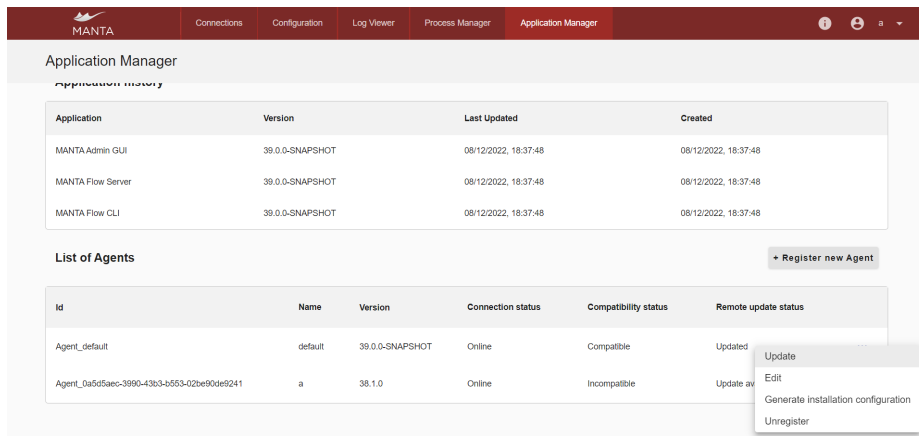 MANTA
Connections Configuration Log Viewer Process Manager Application Manager a
Application Manager
Application history
Application Version Last Updated Created
MANTA Admin GUI 39.0.0-SNAPSHOT 08/12/2022, 18:37:48 08/12/2022, 18:37:48
MANTA Flow Server 39.0.0-SNAPSHOT 08/12/2022, 18:37:48 08/12/2022, 18:37:48
MANTA Flow CLI 39.0.0-SNAPSHOT 08/12/2022, 18:37:48 08/12/2022, 18:37:48
List of Agents + Register new Agent
Id Name Version Connection status Compatibility status Remote update status
Agent_default default 39.0.0-SNAPSHOT Online Compatible Updated
Agent_0a5d5aec-3990-43b3-b553-02be90de9241 a 38.1.0 Online Incompatible Update av
Update
Edit
Generate installation configuration
Unregister